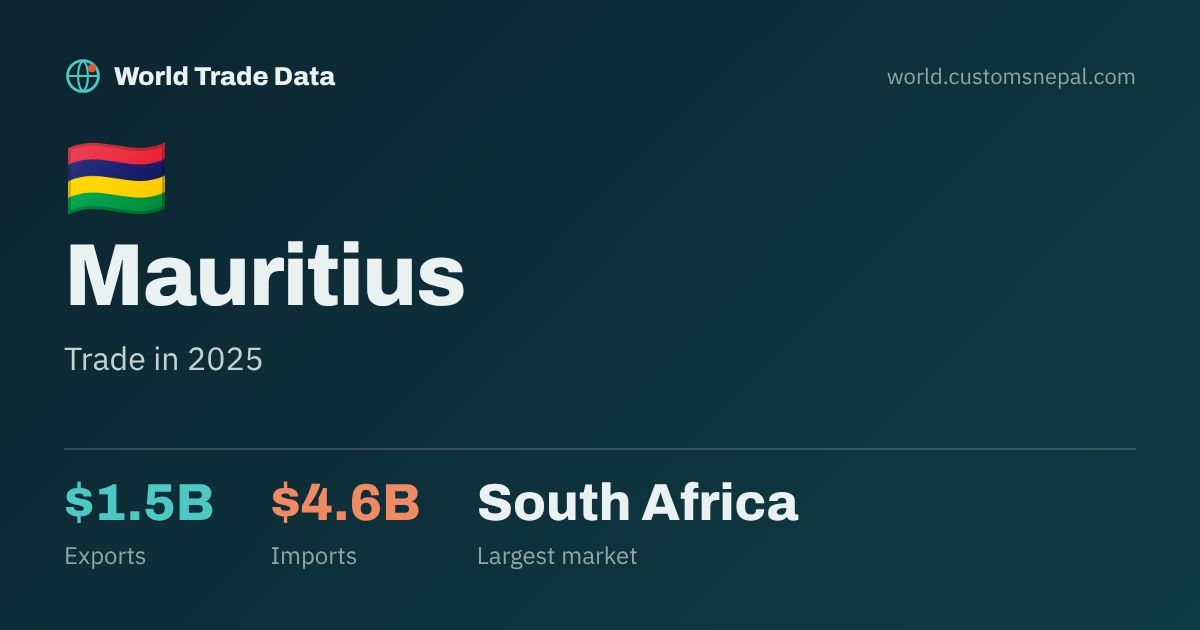 World Trade Data
world.customsnepal.com
Mauritius
Trade in 2025
$1.5B
Exports
$4.6B
Imports
South Africa
Largest market